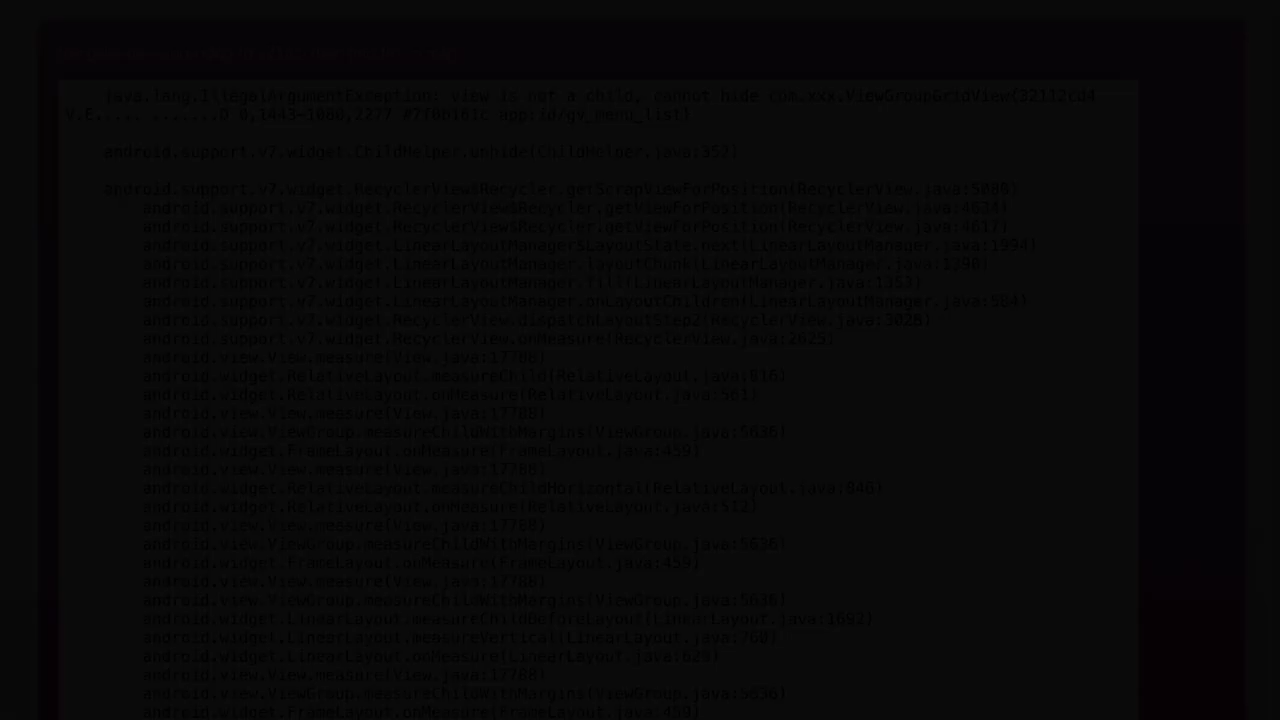 java.lang.IllegalArgumentException: view is not a child, cannot hide com.xxx.ViewGroupGridView{32112cd4
V.E..... .......D 0,1443-1080,2277 #7f0b161c app:id/gv_menu_list}
android.support.v7.widget.ChildHelper.unhide(ChildHelper.java:352)
android.support.v7.widget.RecyclerView$Recycler.getScrapViewForPosition(RecyclerView.java:5080)
android.support.v7.widget.RecyclerView$Recycler.getViewForPosition(RecyclerView.java:4634)
android.support.v7.widget.RecyclerView$Recycler.getViewForPosition(RecyclerView.java:4617)
android.support.v7.widget.LinearLayoutManager$LayoutState.next(LinearLayoutManager.java:1994)
android.support.v7.widget.LinearLayoutManager.layoutChunk(LinearLayoutManager.java:1390)
android.support.v7.widget.LinearLayoutManager.fill(LinearLayoutManager.java:1353)
android.support.v7.widget.LinearLayoutManager.onLayoutChildren(LinearLayoutManager.java:584)
android.support.v7.widget.RecyclerView.dispatchLayoutStep2(RecyclerView.java:3028)
android.support.v7.widget.RecyclerView.onMeasure(RecyclerView.java:2625)
android.view.View.measure(View.java:17788)
android.widget.RelativeLayout.measureChild(RelativeLayout.java:816)
android.widget.RelativeLayout.onMeasure(RelativeLayout.java:561)
android.view.View.measure(View.java:17788)
android.view.ViewGroup.measureChildWithMargins(ViewGroup.java:5636)
android.widget.FrameLayout.onMeasure(FrameLayout.java:459)
android.view.View.measure(View.java:17788)
android.widget.RelativeLayout.measureChildHorizontal(RelativeLayout.java:846)
android.widget.RelativeLayout.onMeasure(RelativeLayout.java:512)
android.view.View.measure(View.java:17788)
android.view.ViewGroup.measureChildWithMargins(ViewGroup.java:5636)
android.widget.FrameLayout.onMeasure(FrameLayout.java:459)
android.view.View.measure(View.java:17788)
android.view.ViewGroup.measureChildWithMargins(ViewGroup.java:5636)
android.widget.LinearLayout.measureChildBeforeLayout(LinearLayout.java:1692)
android.widget.LinearLayout.measureVertical(LinearLayout.java:760)
android.widget.LinearLayout.onMeasure(LinearLayout.java:629)
android.view.View.measure(View.java:17788)
android.view.ViewGroup.measureChildWithMargins(ViewGroup.java:5636)
android.widget.FrameLayout.onMeasure(FrameLayout.java:459)